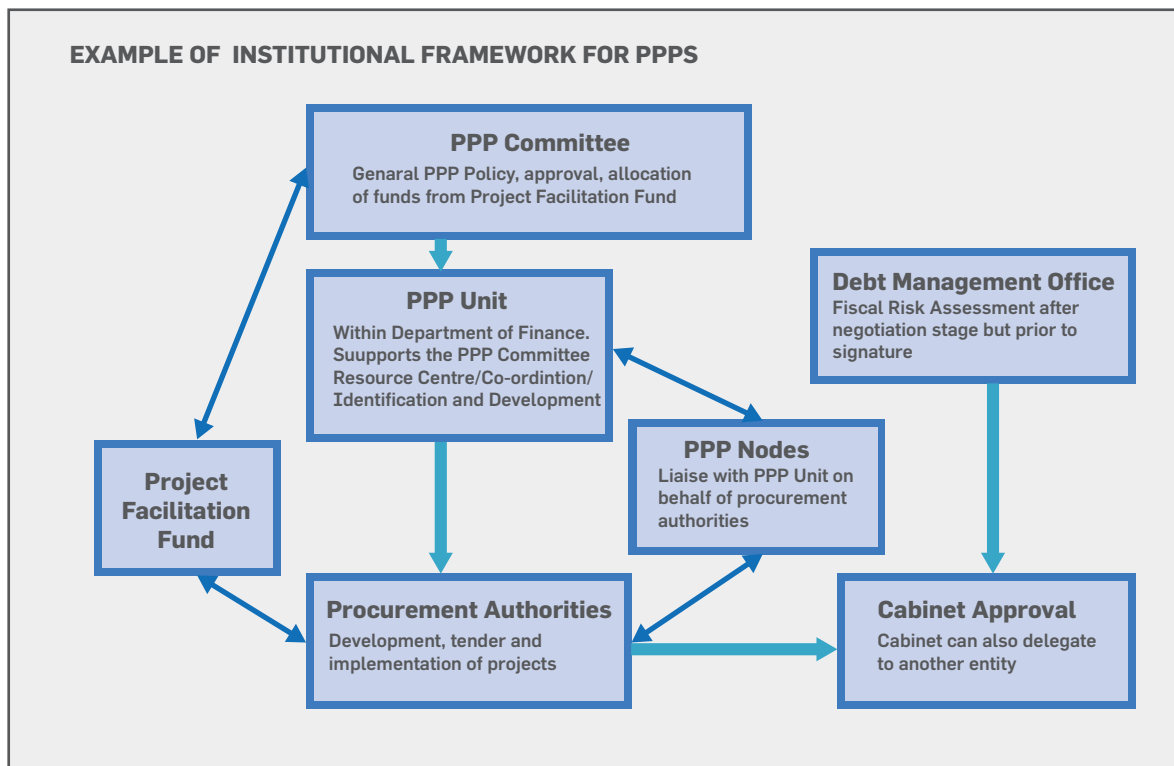 EXAMPLE OF INSTITUTIONAL FRAMEWORK FOR PPPS
PPP Committee
Genaral PPP Policy, approval, allocation
of funds from Project Facilitation Fund
PPP Unit
Within Department of Finance.
Suupports the PPP Committee
Resource Centre/Co-ordintion/
Identification and Development
Debt Management Office
Fiscal Risk Assessment after
negotiation stage but prior to
signature
Project
Facilitation
Fund
PPP Nodes
Liaise with PPP Unit on
behalf of procurement
authorities
Procurement Authorities
Development, tender and
implementation of projects
Cabinet Approval
Cabinet can also delegate
to another entity